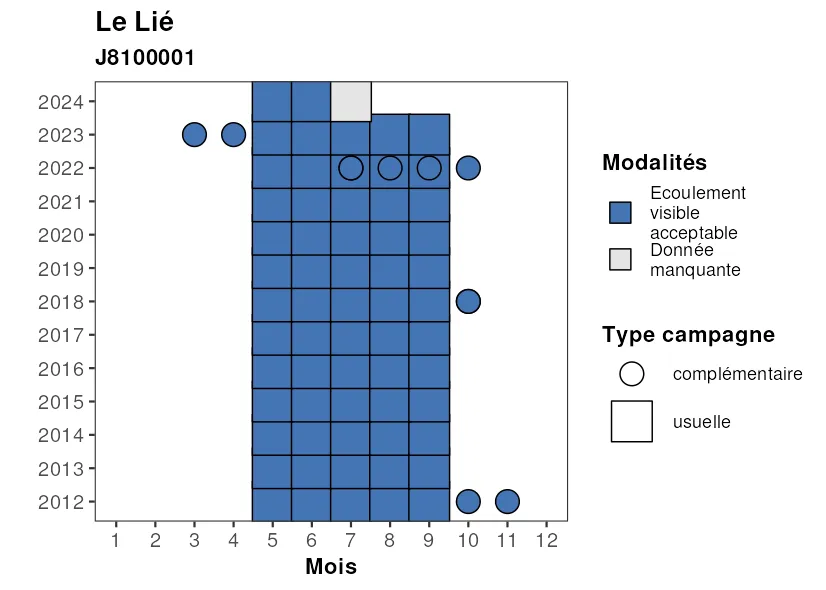 Le Lié
J8100001
2024
2023
2022
2021
2020
2019
2018
2017
2016
2015
2014
2013
2012
1 2 3 4 5 6 7 8 9 10 11 12
Mois
Modalités
Ecoulement
visible
acceptable
Donnée
manquante
Type campagne
complémentaire
usuelle